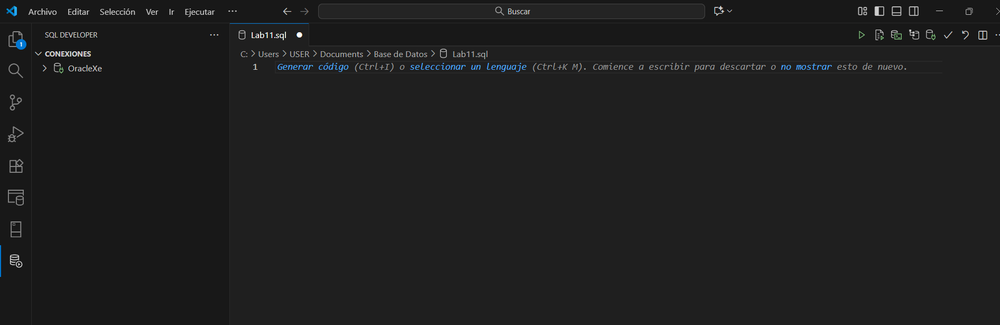 Archivo Editar Selección Ver Ir Ejecutar ··· Buscar
SQL DEVELOPER ···
CONEXIONES
OracleXe
1
Lab11.sql
C: > Users > USER > Documents > Base de Datos > Lab11.sql
1 Generar código (Ctrl+I) o seleccionar un lenguaje (Ctrl+K M). Comience a escribir para descartar o no mostrar esto de nuevo.